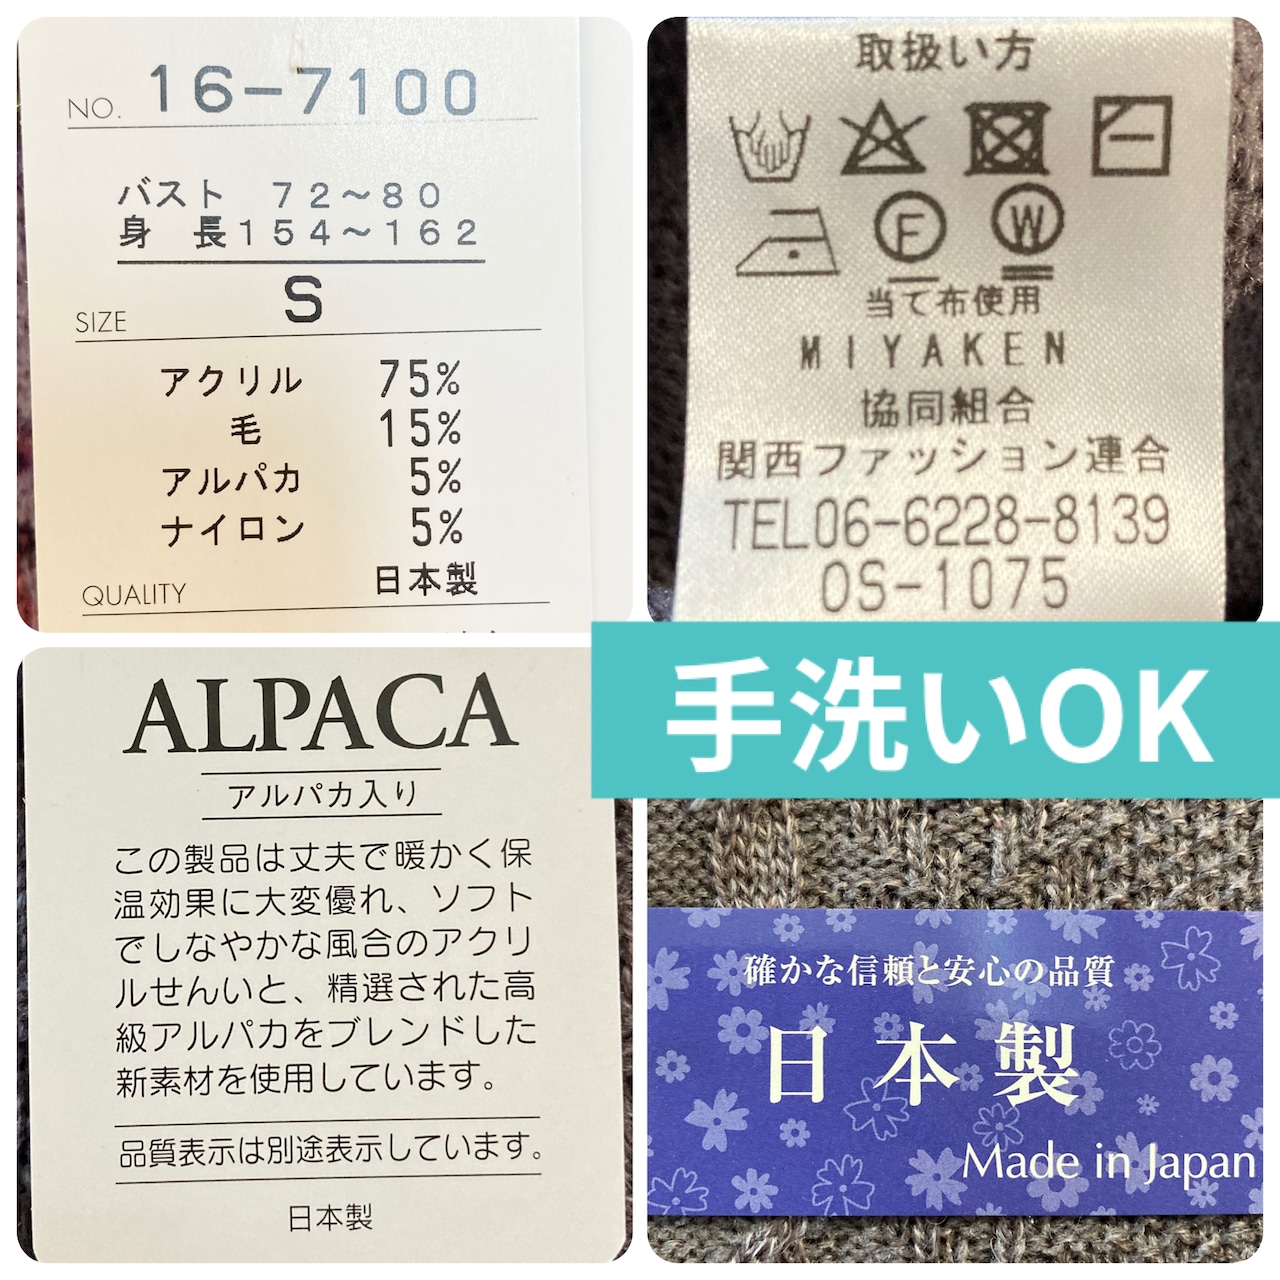 NO. 16-7100
バスト 72～80
身 長154～162
SIZE S
アクリル 75%
毛 15%
アルパカ 5%
ナイロン 5%
QUALITY 日本製
取扱い方
F W
当て布使用
MIYAKEN
協同組合
関西ファッション連合
TEL06-6228-8139
OS-1075
手洗いOK
ALPACA
アルパカ入り
この製品は丈夫で暖かく保
温効果に大変優れ、ソフト
でしなやかな風合のアクリ
ルせんいと、精選された高
級アルパカをブレンドした
新素材を使用しています。
品質表示は別途表示しています。
日本製
確かな信頼と安心の品質
日本製
Made in Japan